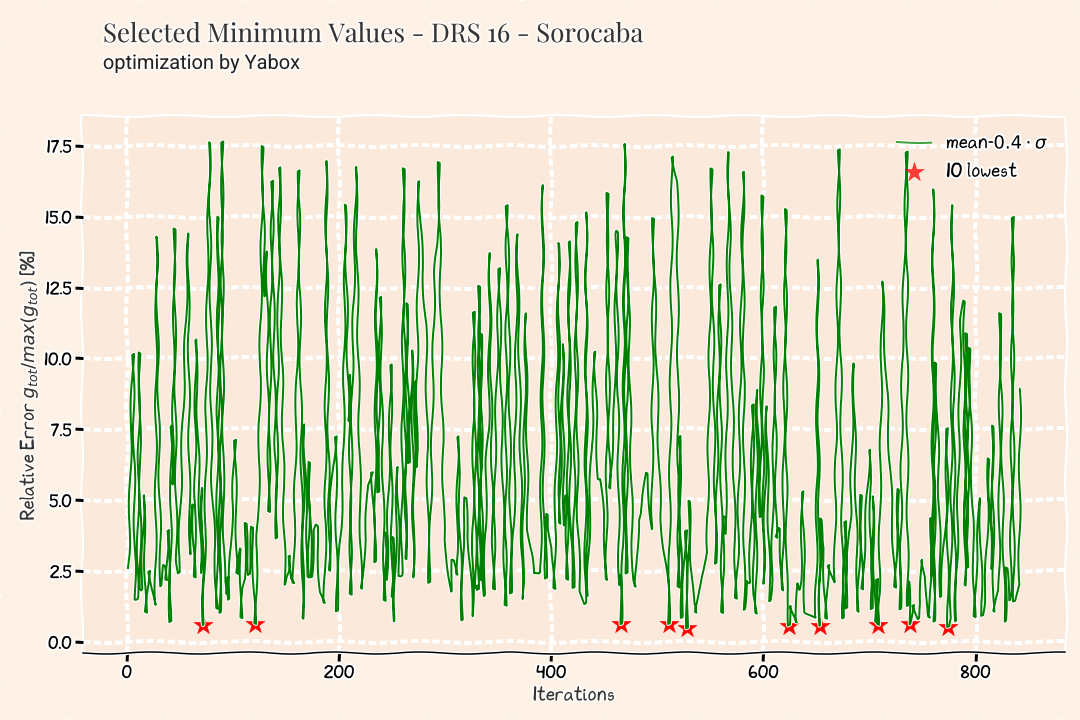 Selected Minimum Values - DRS 16 - Sorocaba
optimization by Yabox
mean-0.4 · σ
10 lowest
17.5
15.0
12.5
10.0
7.5
5.0
2.5
0.0
Relative Error g_tot/max(g_tot) [%]
0 200 400 600 800
Iterations